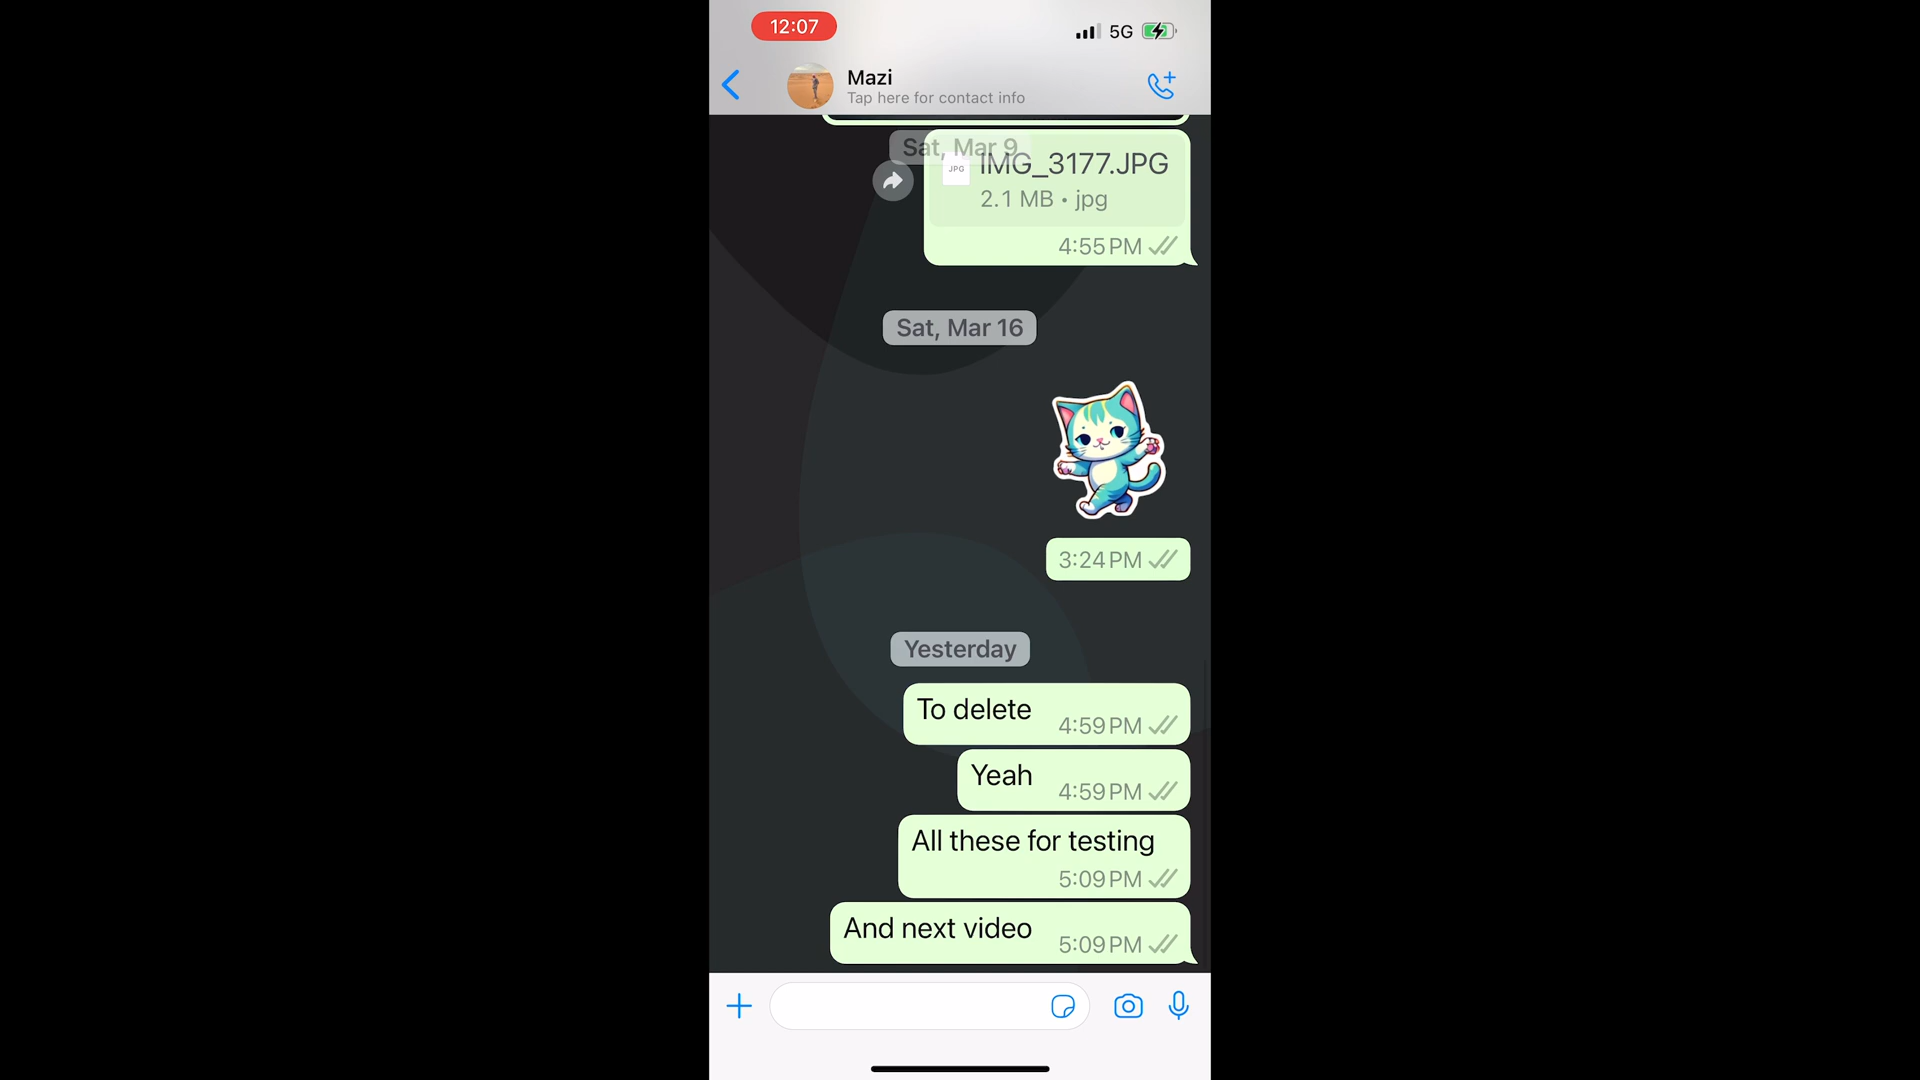 12:07
5G
Mazi
Tap here for contact info
Sat, Mar 9
JPG
IMG_3177.JPG
2.1 MB • jpg
4:55 PM
Sat, Mar 16
3:24 PM
Yesterday
To delete
4:59 PM
Yeah
4:59 PM
All these for testing
5:09 PM
And next video
5:09 PM